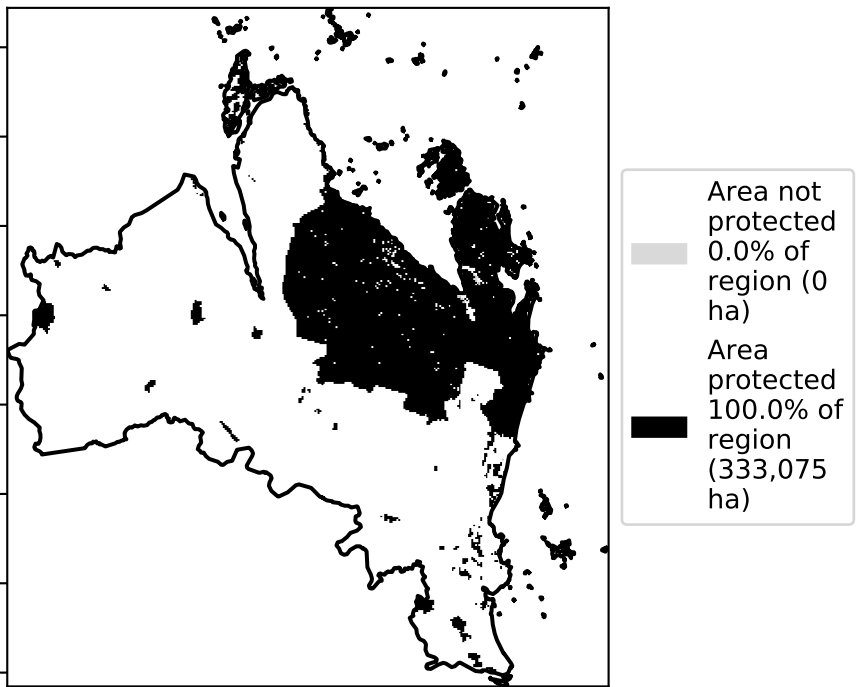 Area not
protected
0.0% of
region (0
ha)
Area
protected
100.0% of
region
(333,075
ha)